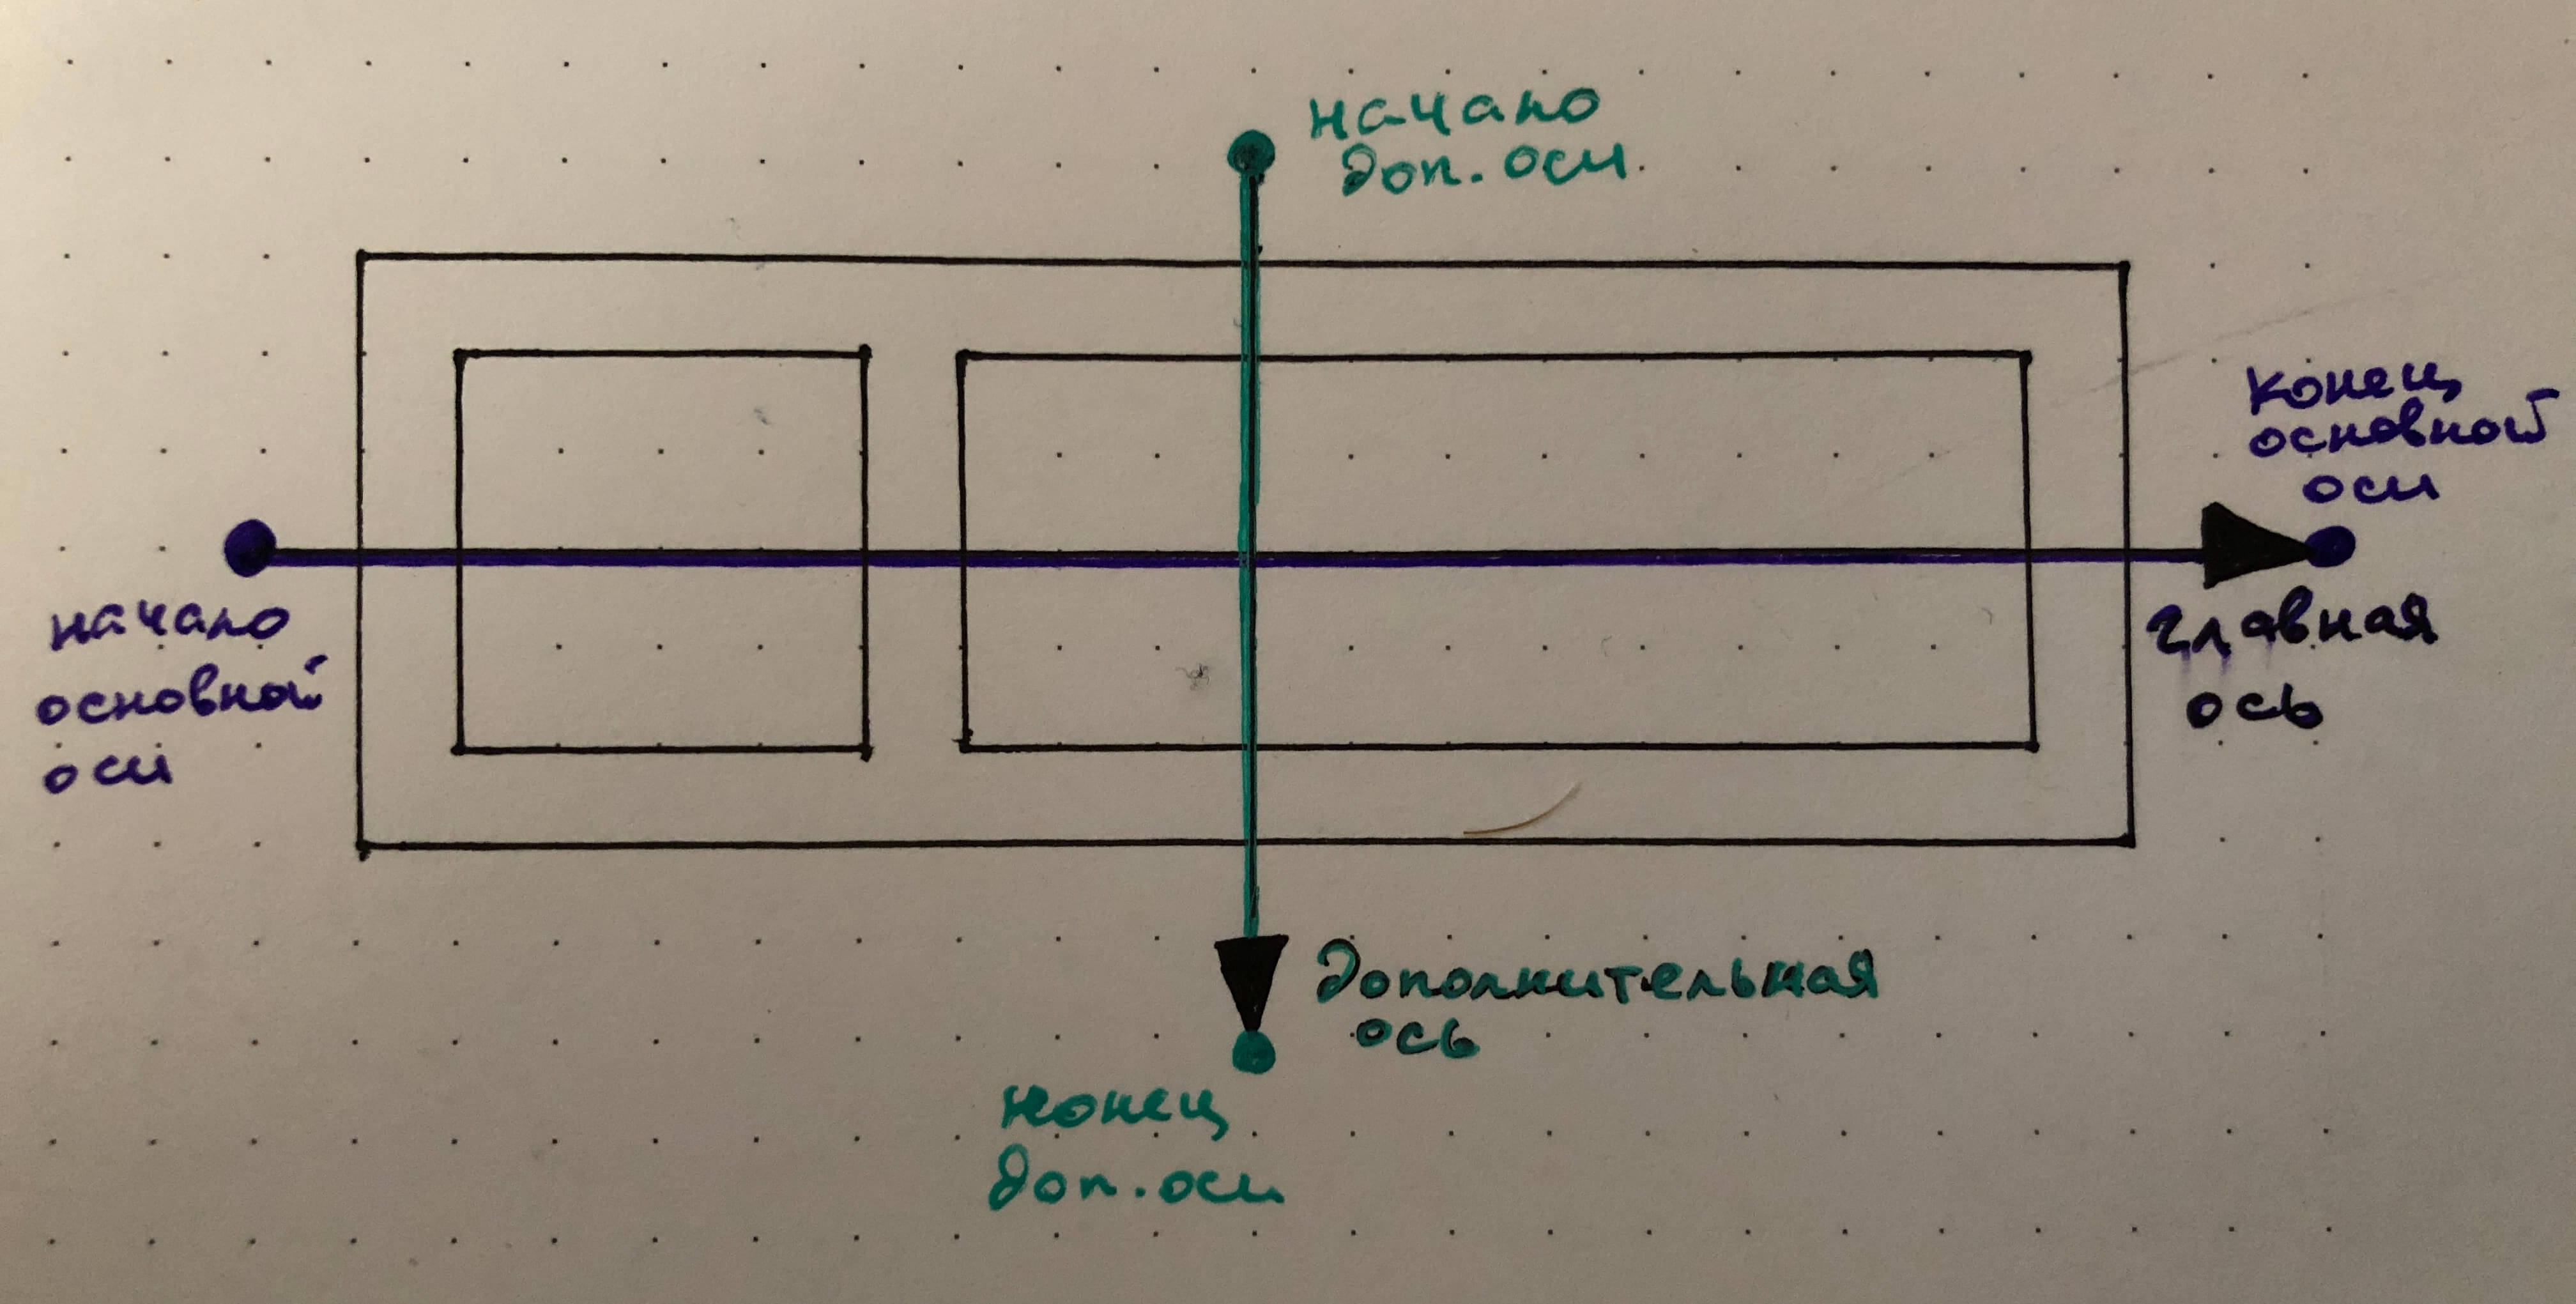 начало
доп. оси
конец
основной
оси
начало
основной
оси
главная
ось
дополнительная
ось
конец
доп. оси